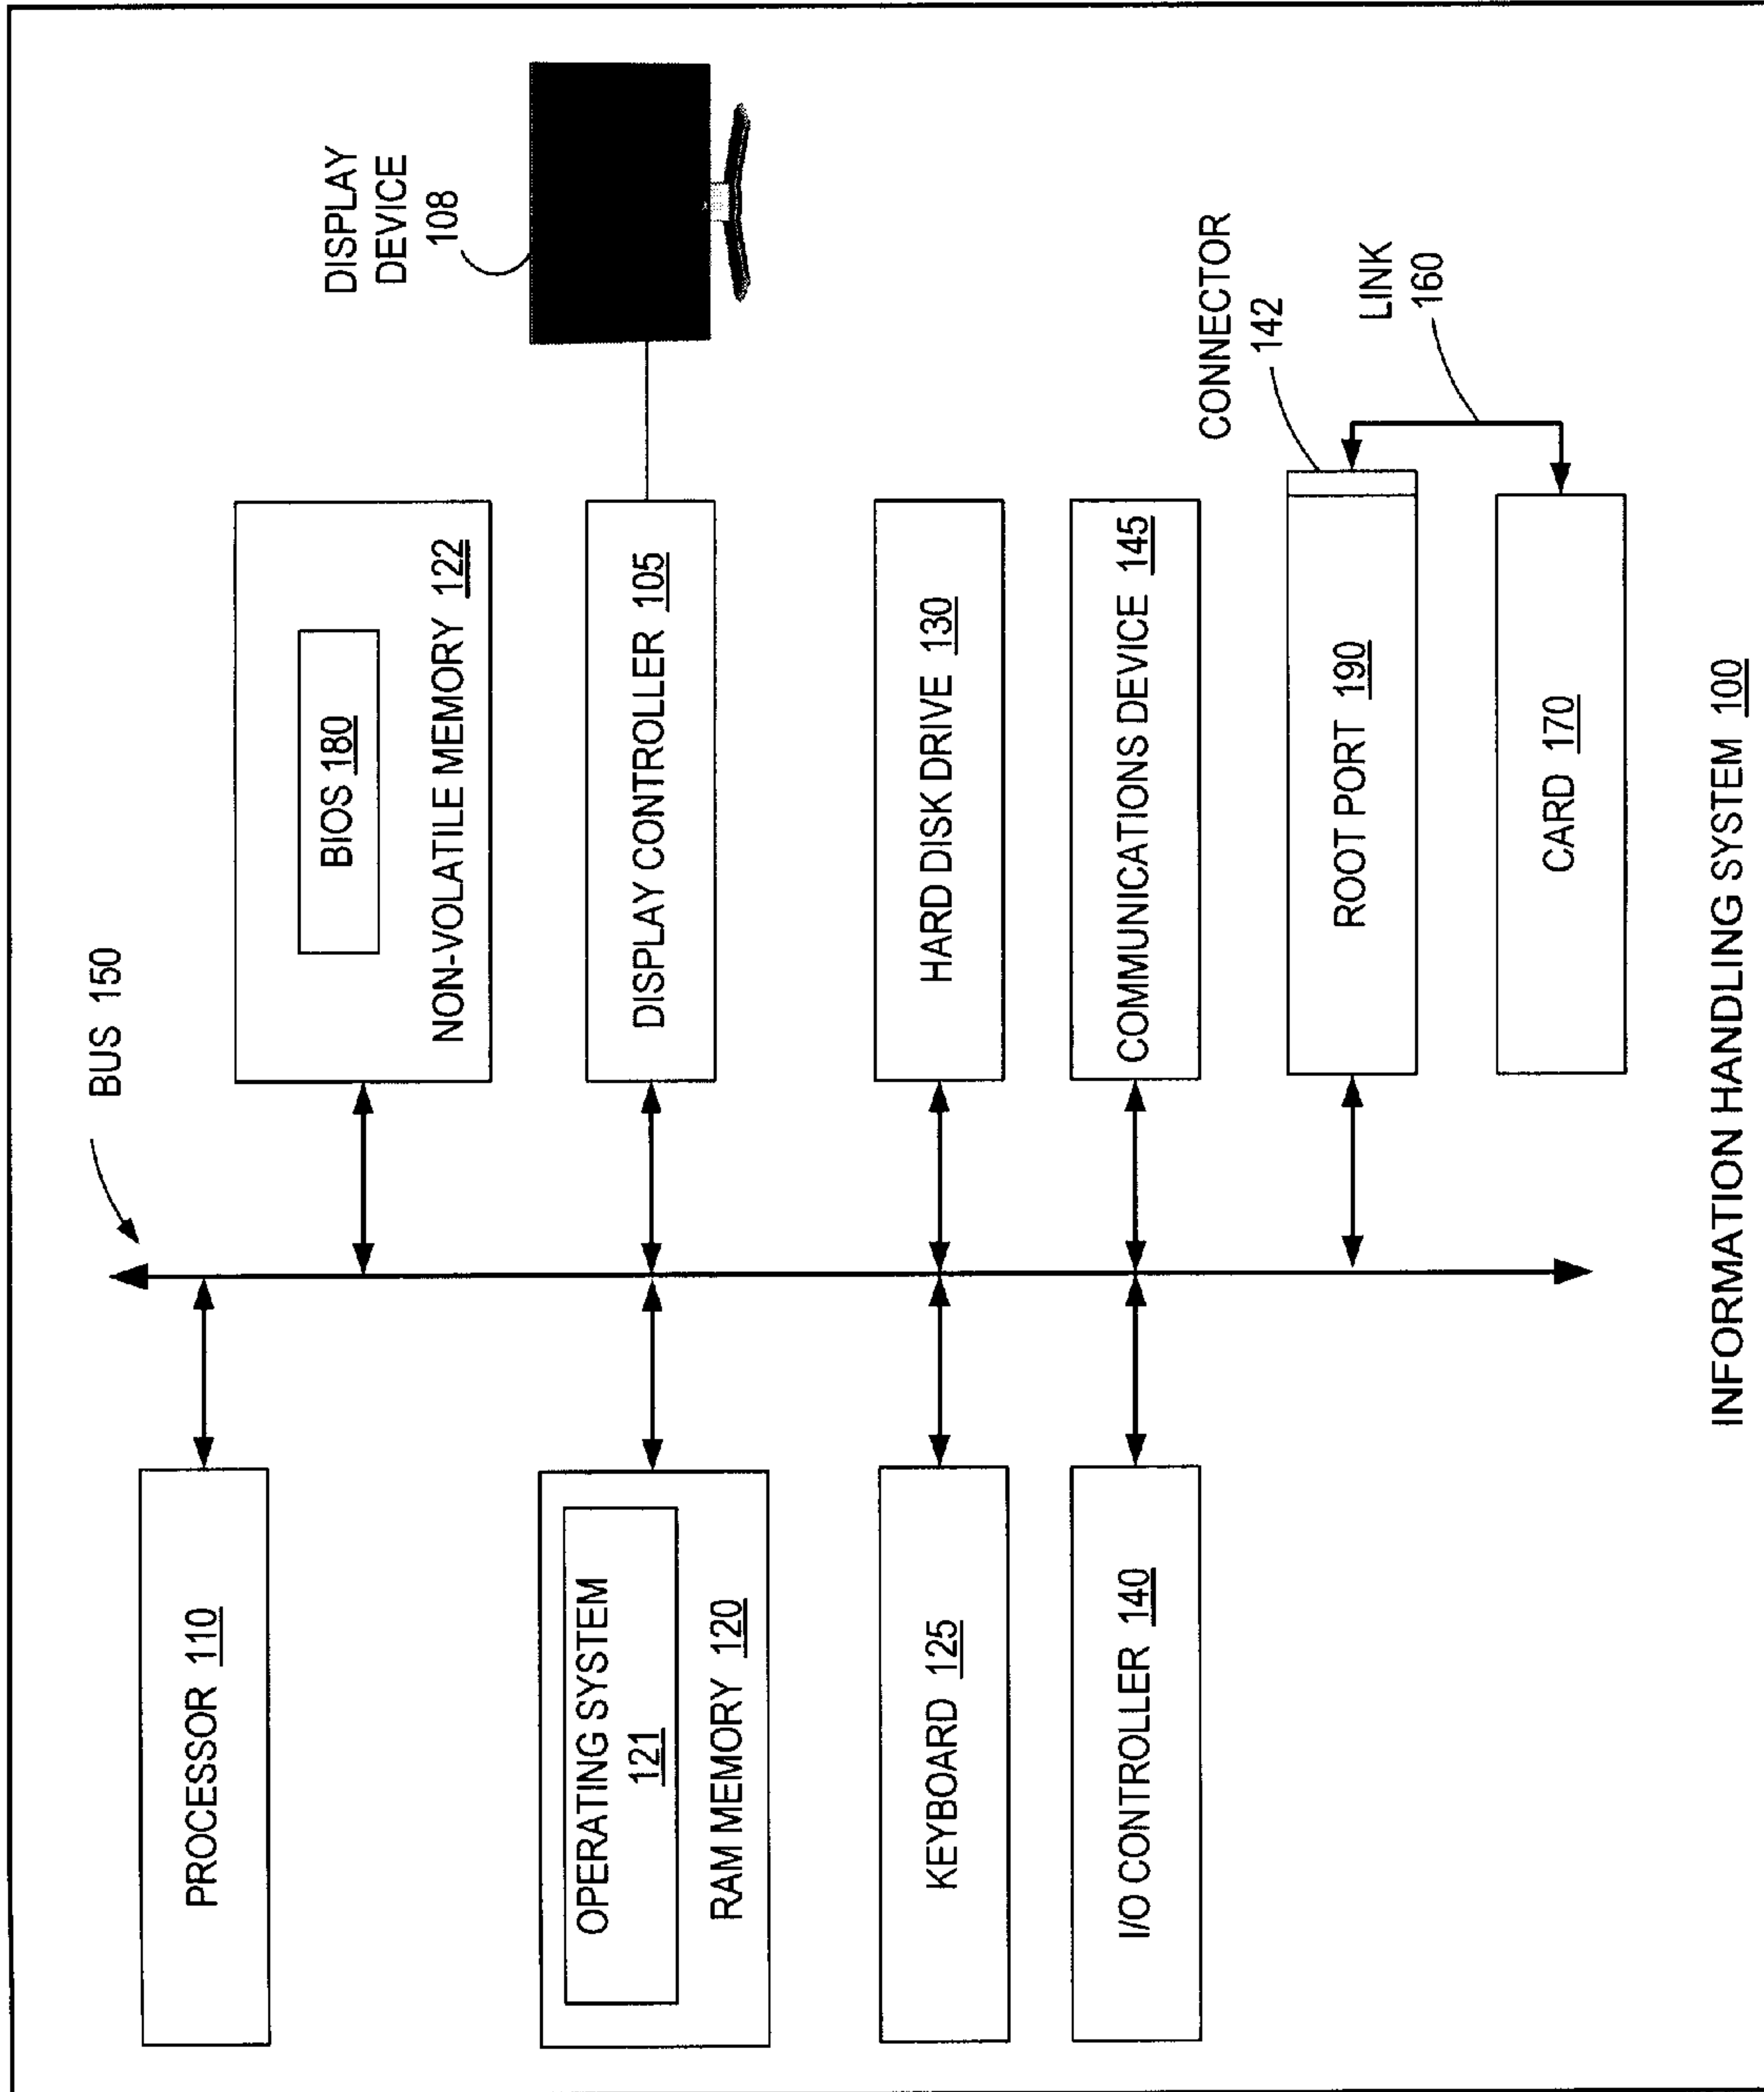 BUS 150
PROCESSOR 110
OPERATING SYSTEM
121
RAM MEMORY 120
KEYBOARD 125
I/O CONTROLLER 140
BIOS 180
NON-VOLATILE MEMORY 122
DISPLAY CONTROLLER 105
DISPLAY
DEVICE
108
HARD DISK DRIVE 130
COMMUNICATIONS DEVICE 145
ROOT PORT 190
CONNECTOR
142
LINK
160
CARD 170
INFORMATION HANDLING SYSTEM 100